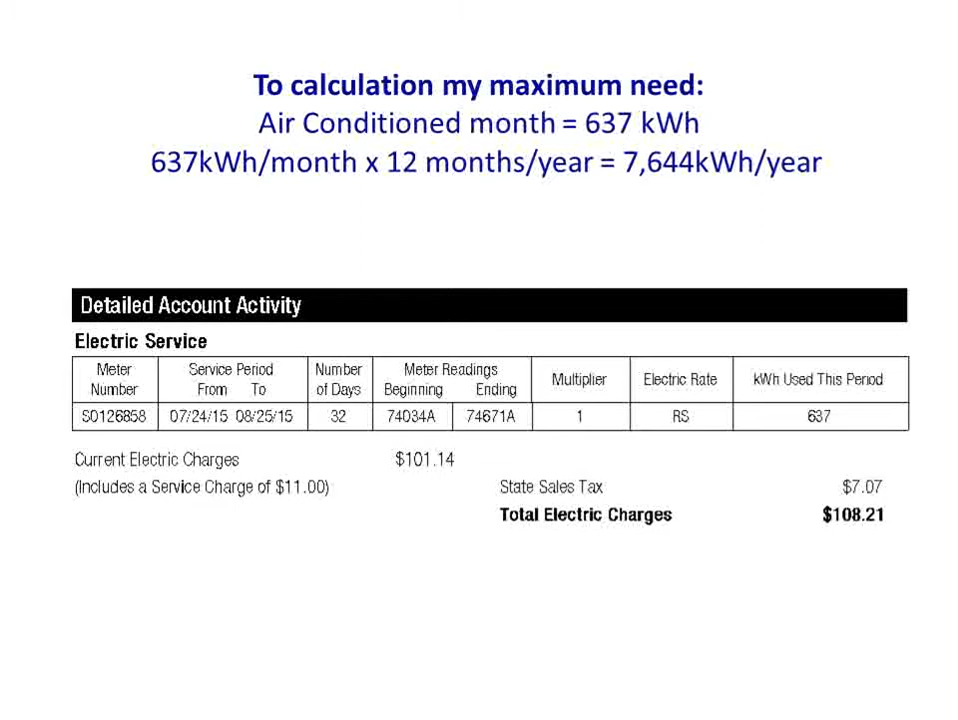 To calculation my maximum need:
Air Conditioned month = 637 kWh
637kWh/month x 12 months/year = 7,644kWh/year
Detailed Account Activity
Electric Service
Meter Number Service Period From To Number of Days Meter Readings Beginning Ending Multiplier Electric Rate kWh Used This Period
S0126858 07/24/15 08/25/15 32 74034A 74671A 1 RS 637
Current Electric Charges $101.14
(Includes a Service Charge of $11.00) State Sales Tax $7.07
Total Electric Charges $108.21